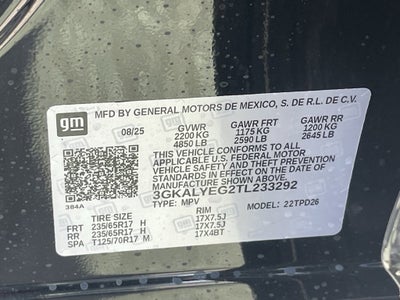 gm
MFD BY GENERAL MOTORS DE MEXICO, S. DE R.L. DE C.V.
08/25 GVWR GAWR FRT GAWR RR
2200 KG 1175 KG 1200 KG
4850 LB 2590 LB 2645 LB
THIS VEHICLE CONFORMS TO ALL
APPLICABLE U.S. FEDERAL MOTOR
VEHICLE SAFETY AND THEFT PREVENTION
STANDARDS IN EFFECT ON THE DATE OF
MANUFACTURE SHOWN ABOVE.
3GKALYEG2TL233292
384A TYPE: MPV MODEL: 22TPD26
TIRE SIZE RIM
FRT 235/65R17 H 17X7.5J
RR 235/65R17 H 17X7.5J
SPA T125/70R17 M 17X4BT